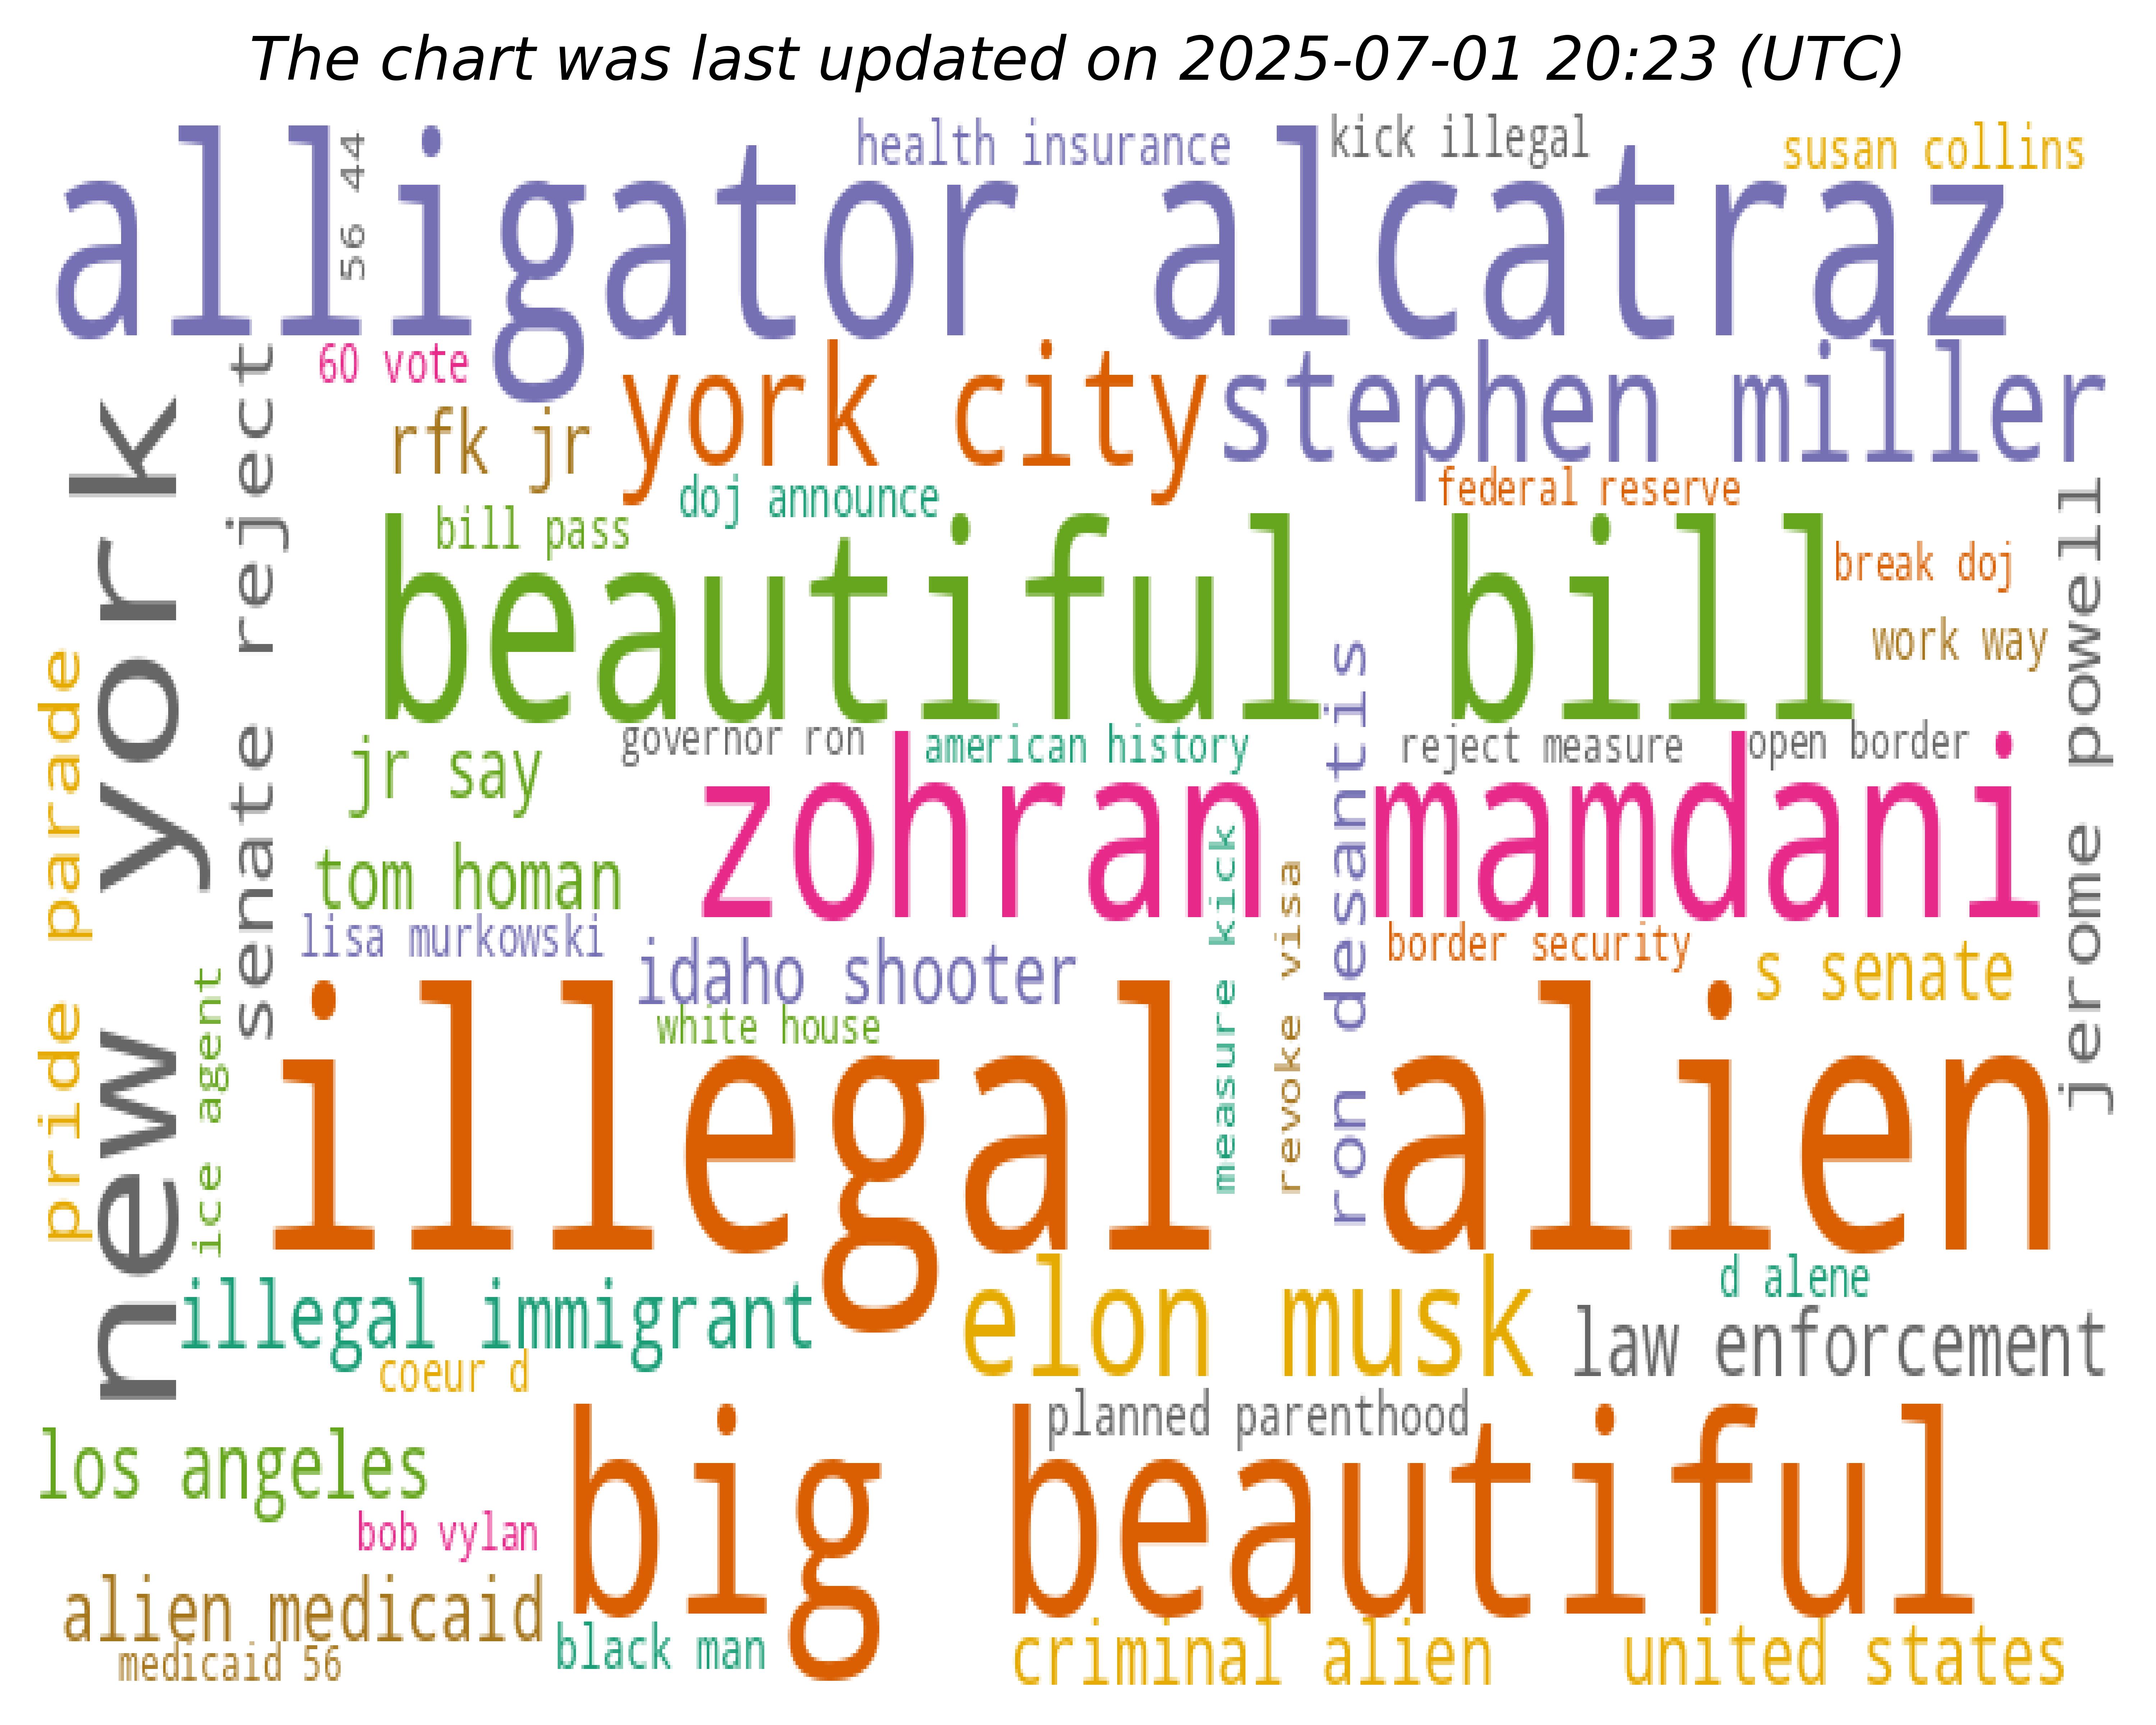 The chart was last updated on 2025-07-01 20:23 (UTC)
health insurance
kick illegal
susan collins
alligator alcatraz
56 44
60 vote
york city
stephen miller
rfk jr
doj announce
federal reserve
bill pass
beautiful bill
break doj
work way
new york
senate reject
pride parade
ice agent
jerome powell
governor ron
american history
reject measure
open border
jr say
zohran mamdani
tom homan
lisa murkowski
idaho shooter
white house
measure kick
revoke visa
ron desantis
border security
s senate
illegal alien
illegal immigrant
elon musk
d alene
law enforcement
coeur d
planned parenthood
los angeles
big beautiful
bob vylan
alien medicaid
medicaid 56
black man
criminal alien
united states